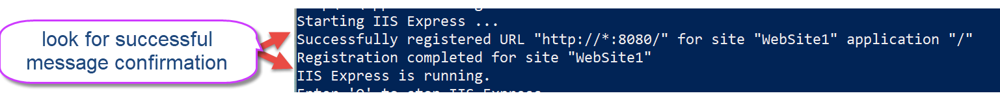 look for successful
message confirmation
Starting IIS Express ...
Successfully registered URL "http://*:8080/" for site "WebSite1" application "/"
Registration completed for site "WebSite1"
IIS Express is running.
Enter 'Q' to stop IIS Express